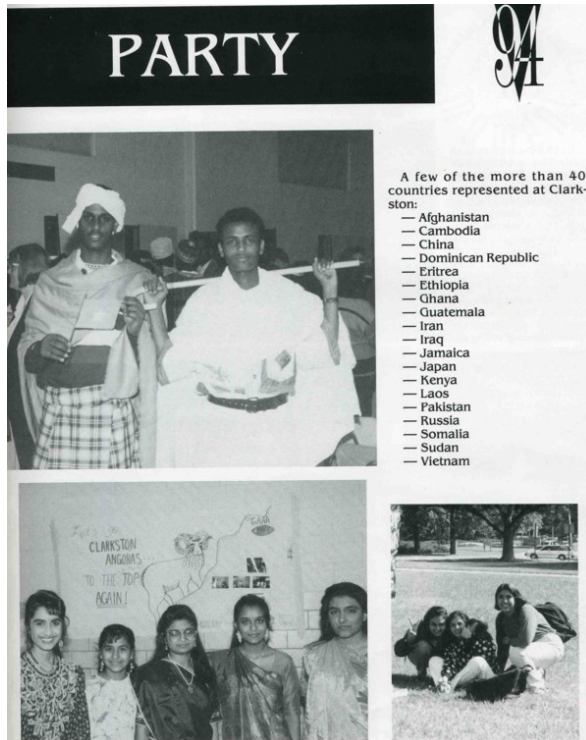 PARTY
94
A few of the more than 40
countries represented at Clark-
ston:
— Afghanistan
— Cambodia
— China
— Dominican Republic
— Eritrea
— Ethiopia
— Ghana
— Guatemala
— Iran
— Iraq
— Jamaica
— Japan
— Kenya
— Laos
— Pakistan
— Russia
— Somalia
— Sudan
— Vietnam
CLARKSTON
ANGORAS
TO THE TOP
AGAIN!